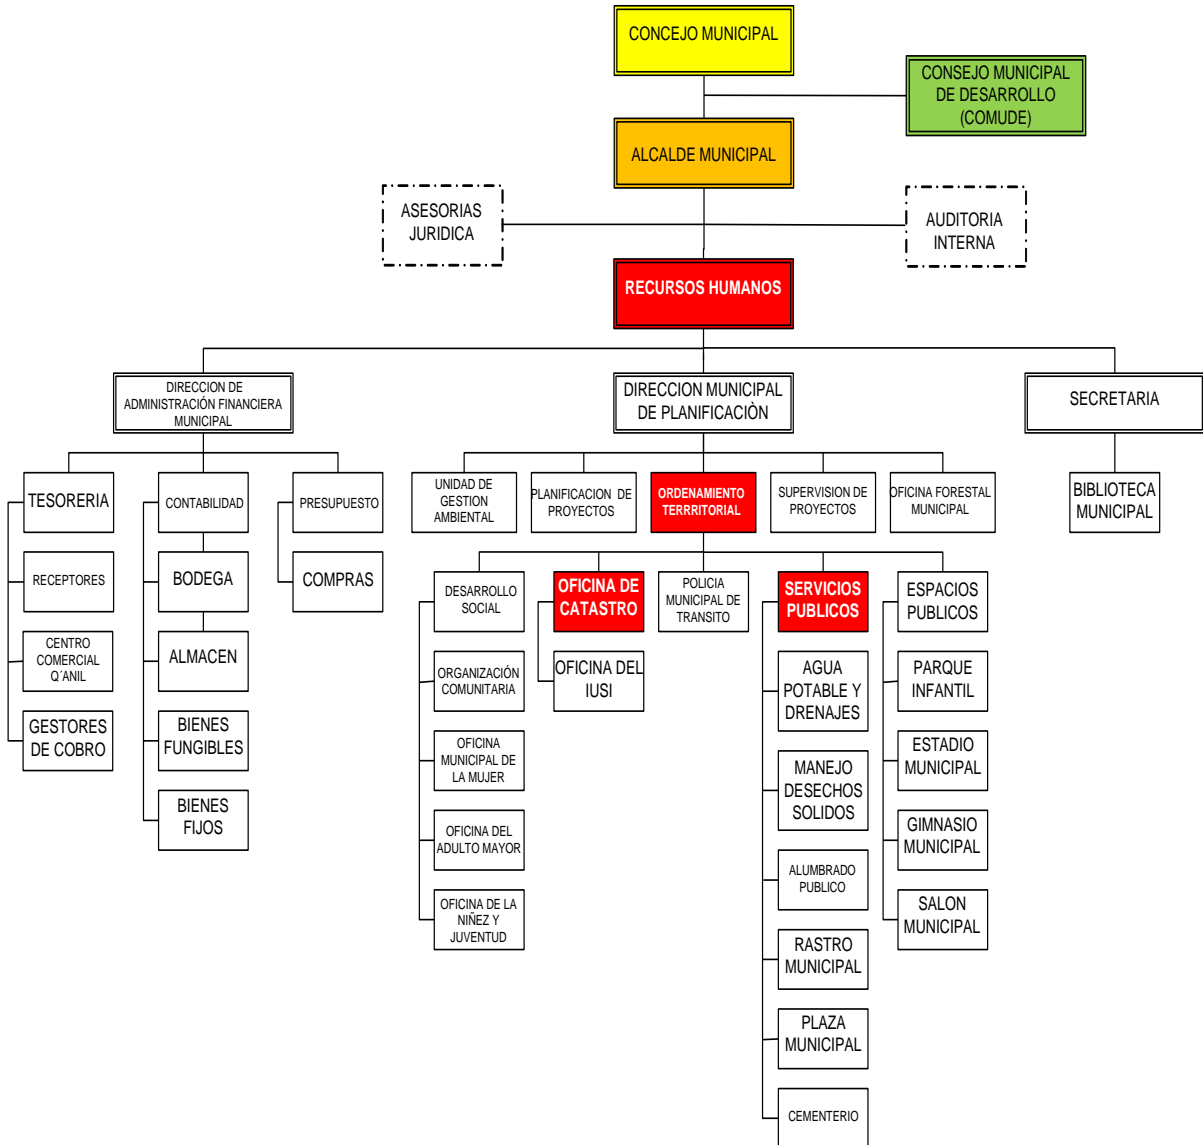 CONCEJO MUNICIPAL
CONSEJO MUNICIPAL
DE DESARROLLO
(COMUDE)
ALCALDE MUNICIPAL
ASESORIAS
JURIDICA
AUDITORIA
INTERNA
RECURSOS HUMANOS
DIRECCION DE
ADMINISTRACIÓN FINANCIERA
MUNICIPAL
DIRECCION MUNICIPAL
DE PLANIFICACIÒN
SECRETARIA
TESORERIA
CONTABILIDAD
PRESUPUESTO
UNIDAD DE
GESTION
AMBIENTAL
PLANIFICACION DE
PROYECTOS
ORDENAMIENTO
TERRRITORIAL
SUPERVISION DE
PROYECTOS
OFICINA FORESTAL
MUNICIPAL
BIBLIOTECA
MUNICIPAL
RECEPTORES
BODEGA
COMPRAS
DESARROLLO
SOCIAL
OFICINA DE
CATASTRO
POLICIA
MUNICIPAL DE
TRANSITO
SERVICIOS
PUBLICOS
ESPACIOS
PUBLICOS
CENTRO
COMERCIAL
Q´ANIL
ALMACEN
ORGANIZACIÓN
COMUNITARIA
OFICINA DEL
IUSI
AGUA
POTABLE Y
DRENAJES
PARQUE
INFANTIL
GESTORES
DE COBRO
BIENES
FUNGIBLES
OFICINA
MUNICIPAL DE
LA MUJER
MANEJO
DESECHOS
SOLIDOS
ESTADIO
MUNICIPAL
BIENES
FIJOS
OFICINA DEL
ADULTO MAYOR
ALUMBRADO
PUBLICO
GIMNASIO
MUNICIPAL
OFICINA DE LA
NIÑEZ Y
JUVENTUD
RASTRO
MUNICIPAL
SALON
MUNICIPAL
PLAZA
MUNICIPAL
CEMENTERIO